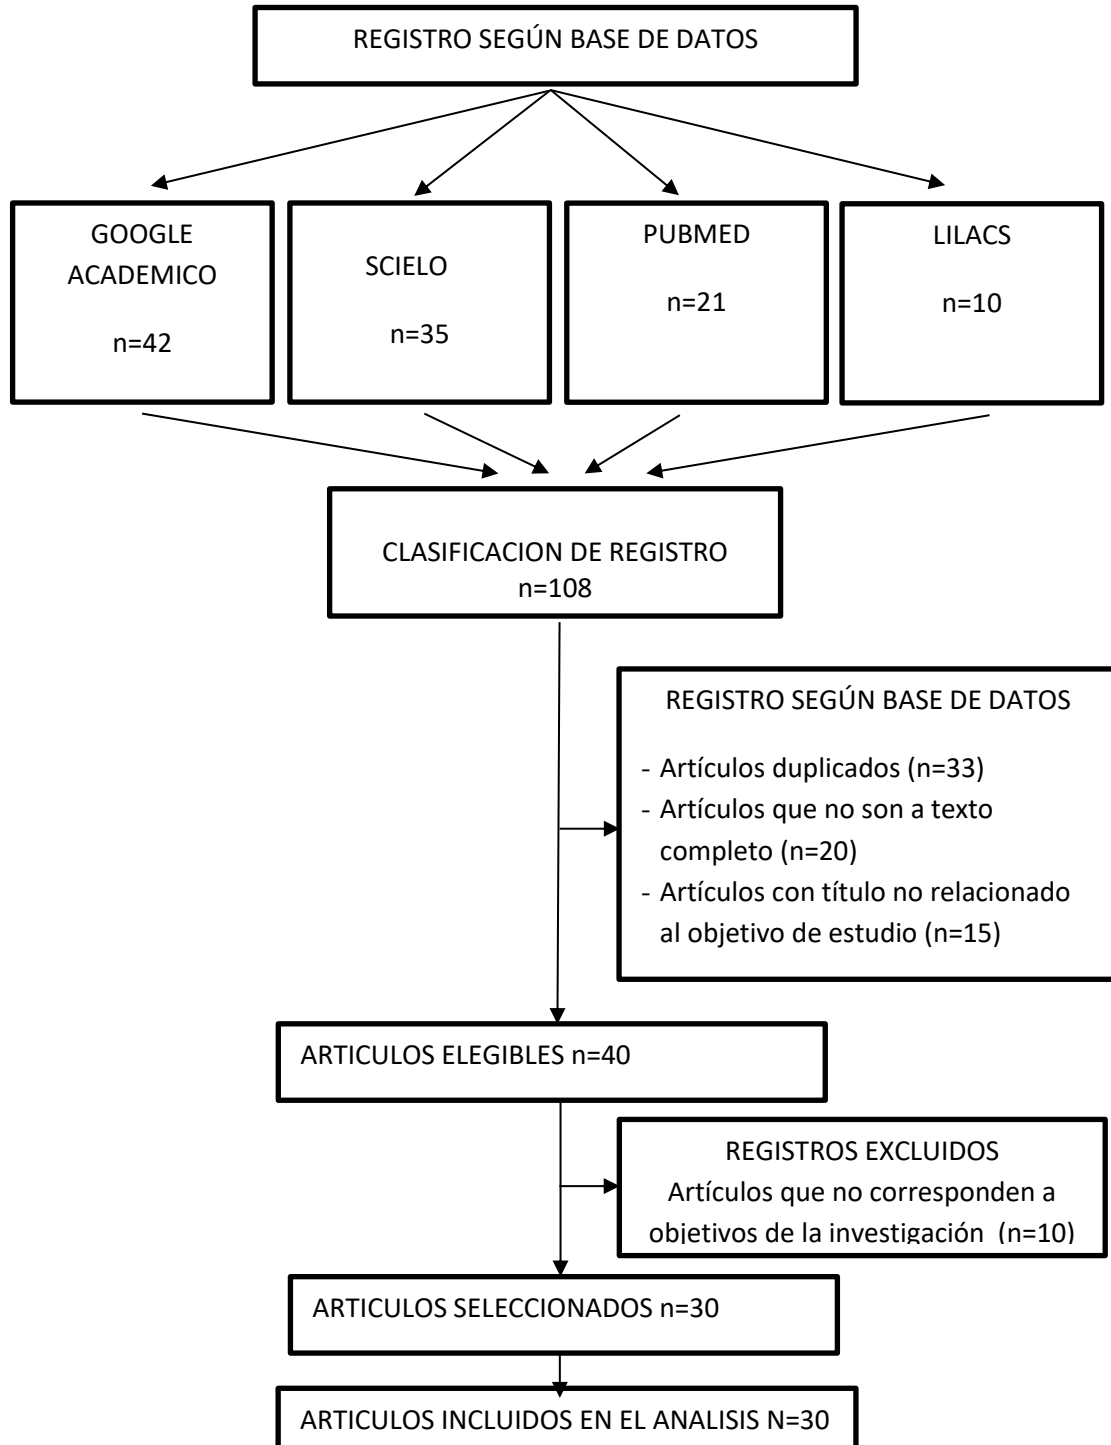 REGISTRO SEGÚN BASE DE DATOS
GOOGLE
ACADEMICO
n=42
SCIELO
n=35
PUBMED
n=21
LILACS
n=10
CLASIFICACION DE REGISTRO
n=108
REGISTRO SEGÚN BASE DE DATOS
- Artículos duplicados (n=33)
- Artículos que no son a texto
completo (n=20)
- Artículos con título no relacionado
al objetivo de estudio (n=15)
ARTICULOS ELEGIBLES n=40
REGISTROS EXCLUIDOS
Artículos que no corresponden a
objetivos de la investigación (n=10)
ARTICULOS SELECCIONADOS n=30
ARTICULOS INCLUIDOS EN EL ANALISIS N=30